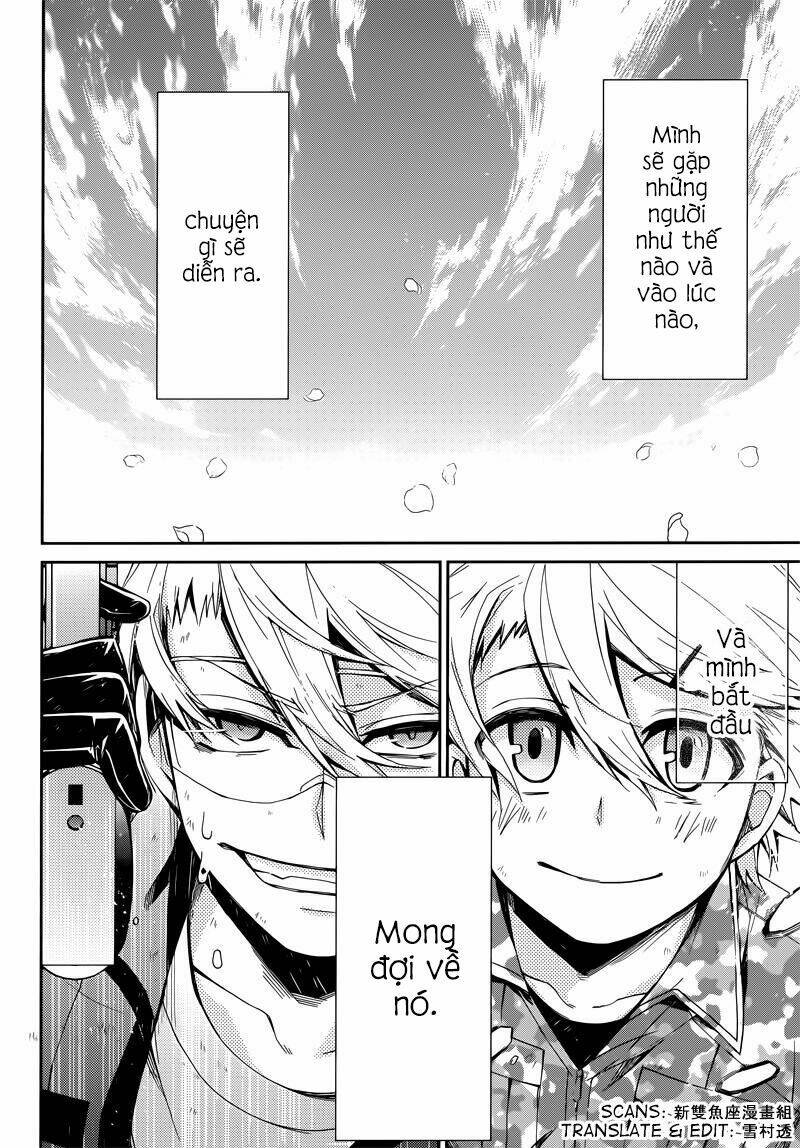 Mình
sẽ gặp
những
người
như thế
nào và
vào lúc
nào,
chuyện
gì sẽ
diễn ra.
Và
mình
bắt
đầu
Mong
đợi về
nó.
SCANS: 新雙魚座漫畫組
TRANSLATE & EDIT: 雪村透